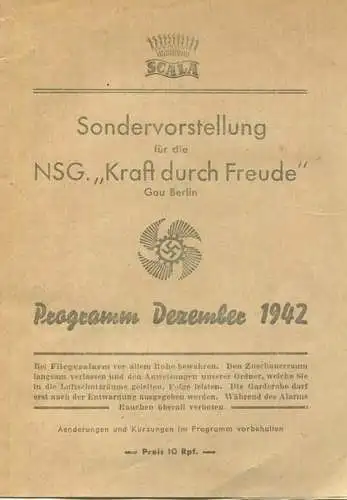 SCALA
Sondervorstellung
für die
NSG. „Kraft durch Freude"
Gau Berlin
Programm Dezember 1942
Bei Fliegeralarm vor allem Ruhe bewahren. Den Zuschauerraum
langsam verlassen und den Anweisungen unserer Ordner, welche Sie
in die Luftschutzräume geleiten, Folge leisten. Die Garderobe darf
erst nach der Entwarnung ausgegeben werden. Während des Alarms
Rauchen überall verboten
Aenderungen und Kürzungen im Programm vorbehalten
Preis 10 Rpf.